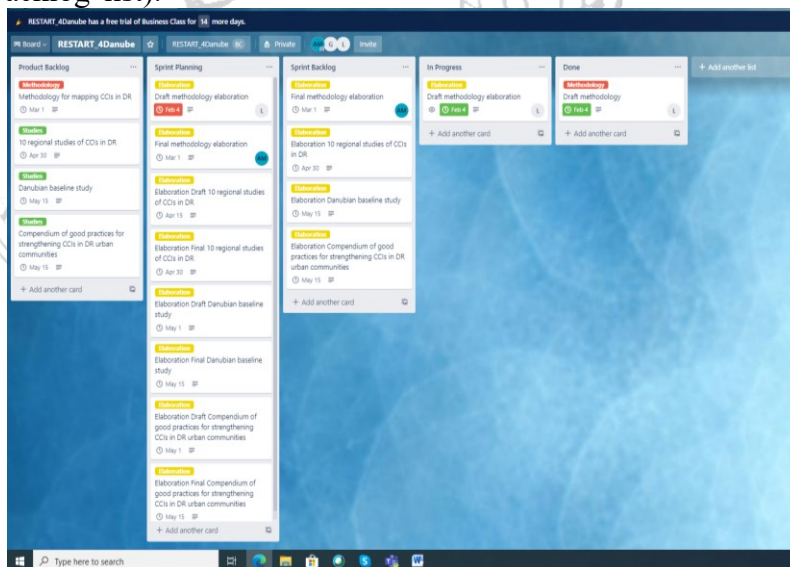 acklog list).
RESTART_4Danube has a free trial of Business Class for 14 more days.
Board
RESTART_4Danube
RESTART_4Danube BC
Private
G
L
Invite
Product Backlog
Methodology
Methodology for mapping CCIs in DR
Mar 1
Studies
10 regional studies of CCIs in DR
Apr 30
Studies
Danubian baseline study
May 15
Studies
Compendium of good practices for
strengthening CCIs in DR urban
communities
May 15
+ Add another card
Sprint Planning
Elaboration
Draft methodology elaboration
Feb 4
L
Elaboration
Final methodology elaboration
Mar 1
AM
Elaboration
Elaboration Draft 10 regional studies
of CCIs in DR
Apr 15
Elaboration
Elaboration Final 10 regional studies
of CCIs in DR
Apr 30
Elaboration
Elaboration Draft Danubian baseline
study
May 1
Elaboration
Elaboration Final Danubian baseline
study
May 15
Elaboration
Elaboration Draft Compendium of
good practices for strengthening
CCIs in DR urban communities
May 1
Elaboration
Elaboration Final Compendium of
good practices for strengthening
CCIs in DR urban communities
May 15
+ Add another card
Sprint Backlog
Elaboration
Final methodology elaboration
Mar 1
AM
Elaboration
Elaboration 10 regional studies of CCIs
in DR
Apr 30
Elaboration
Elaboration Danubian baseline study
May 15
Elaboration
Elaboration Compendium of good
practices for strengthening CCIs in DR
urban communities
May 15
+ Add another card
In Progress
Elaboration
Draft methodology elaboration
Feb 4
L
+ Add another card
Done
Methodology
Draft methodology
Feb 4
L
+ Add another card
+ Add another list
Type here to search